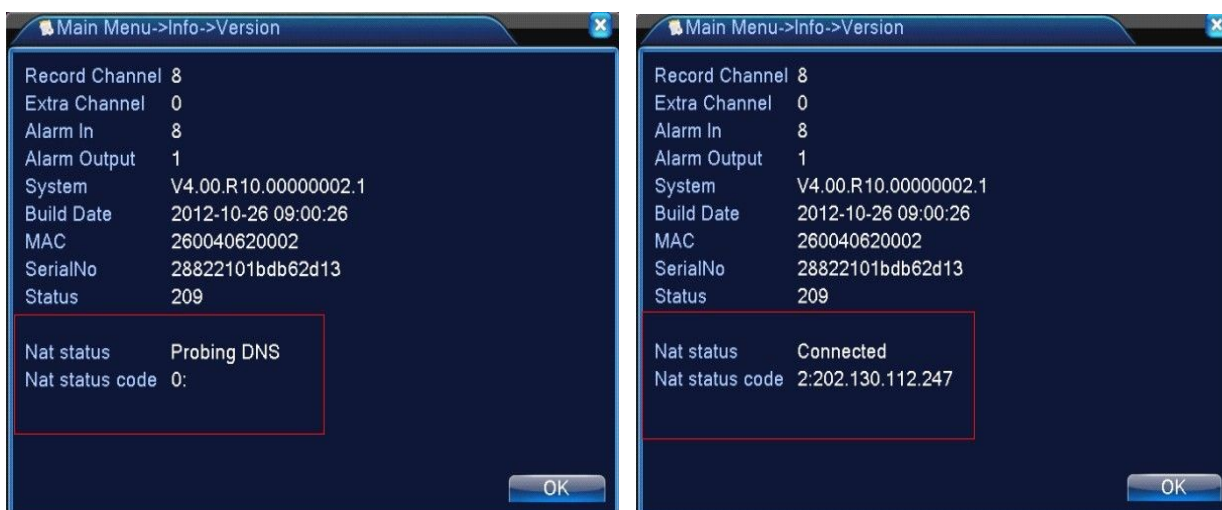 Main Menu->Info->Version
Record Channel 8
Extra Channel 0
Alarm In 8
Alarm Output 1
System V4.00.R10.00000002.1
Build Date 2012-10-26 09:00:26
MAC 260040620002
SerialNo 28822101bdb62d13
Status 209
Nat status Probing DNS
Nat status code 0:
OK
Main Menu->Info->Version
Record Channel 8
Extra Channel 0
Alarm In 8
Alarm Output 1
System V4.00.R10.00000002.1
Build Date 2012-10-26 09:00:26
MAC 260040620002
SerialNo 28822101bdb62d13
Status 209
Nat status Connected
Nat status code 2:202.130.112.247
OK